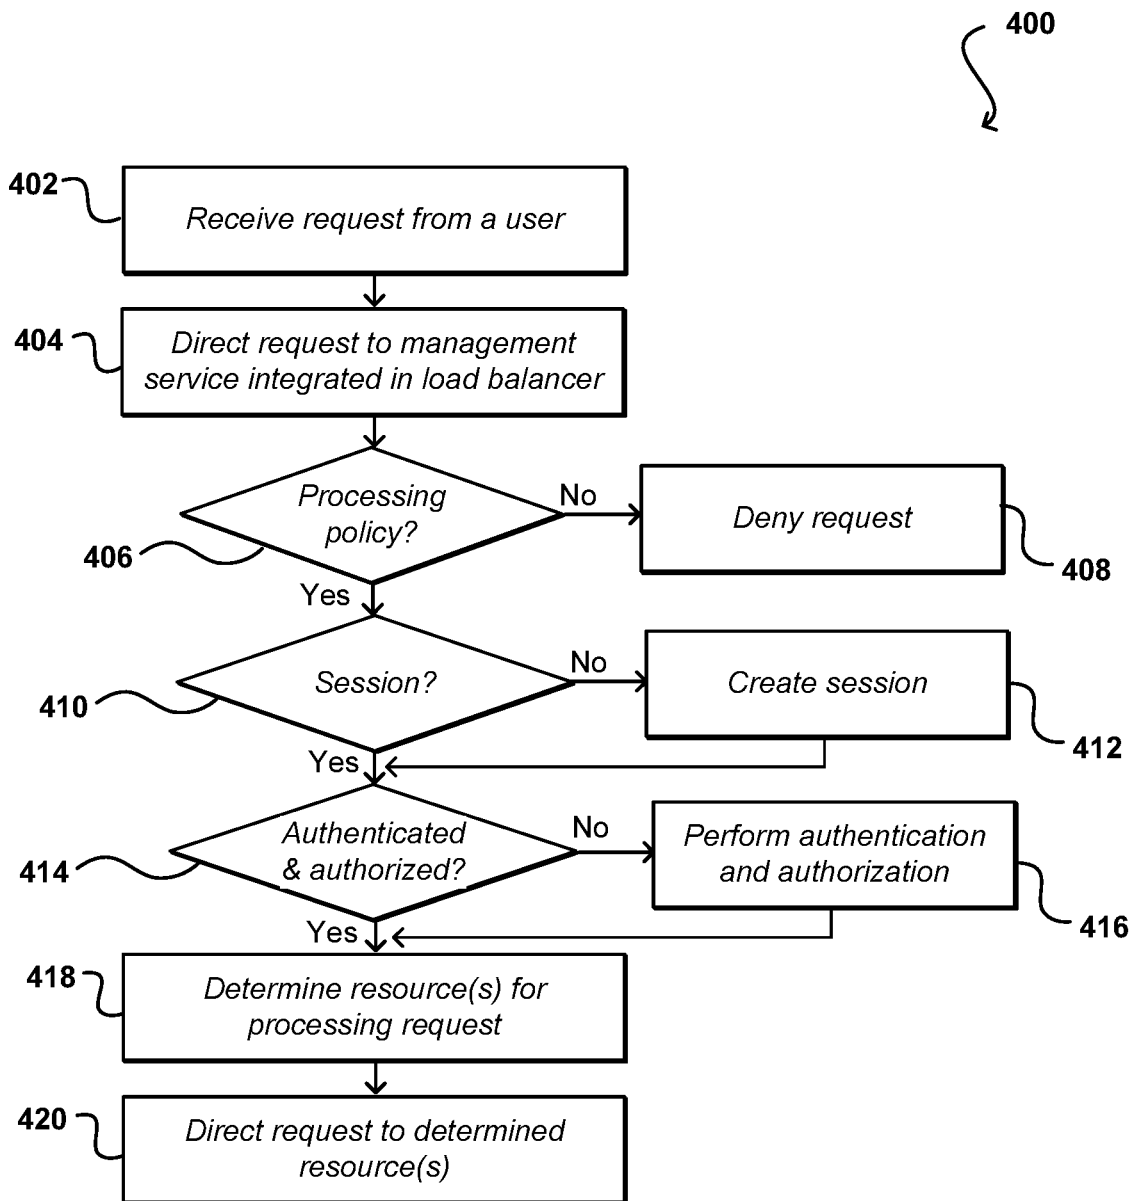 400
402
Receive request from a user
404
Direct request to management
service integrated in load balancer
Processing
policy?
406
No
Deny request
408
Yes
Session?
410
No
Create session
412
Yes
Authenticated
& authorized?
414
No
Perform authentication
and authorization
416
Yes
418
Determine resource(s) for
processing request
420
Direct request to determined
resource(s)